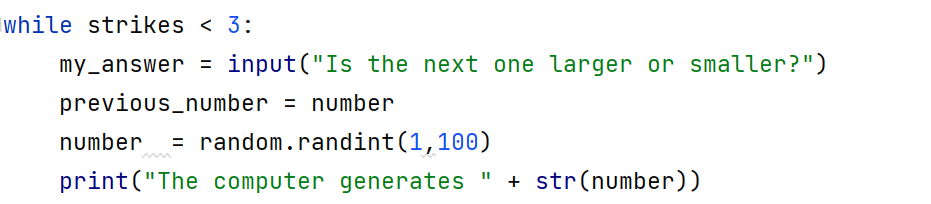 while strikes < 3:
    my_answer = input("Is the next one larger or smaller?")
    previous_number = number
    number  = random.randint(1,100)
    print("The computer generates " + str(number))